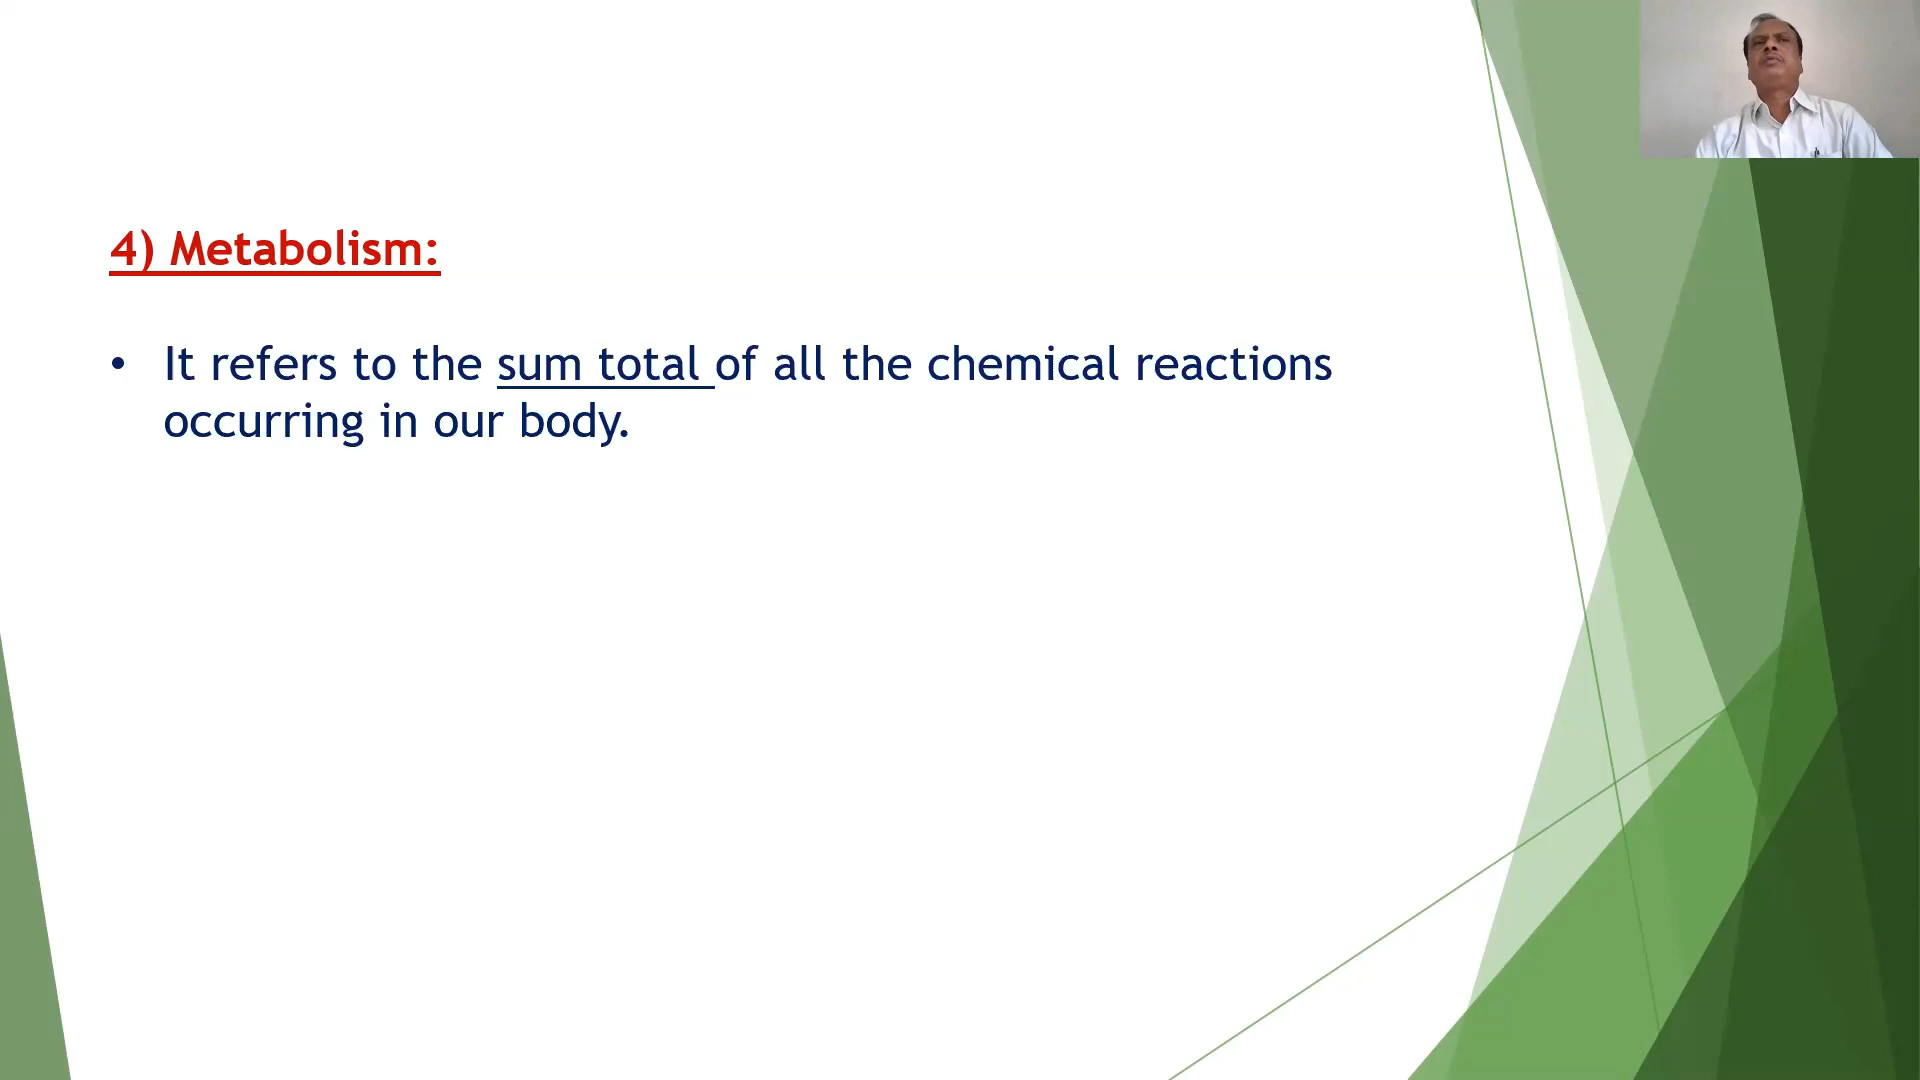 4) Metabolism:
• It refers to the sum total of all the chemical reactions
occurring in our body.